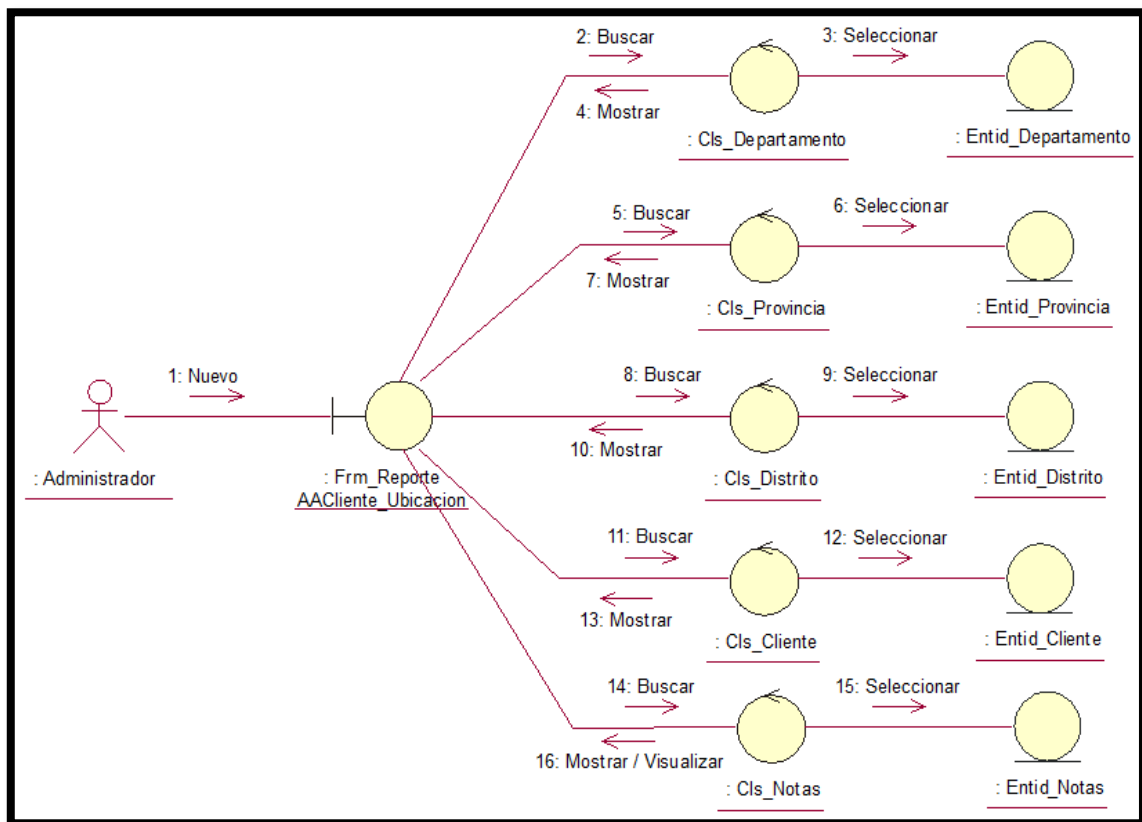 2: Buscar
3: Seleccionar
4: Mostrar
: Cls_Departamento
: Entid_Departamento
5: Buscar
6: Seleccionar
7: Mostrar
: Cls_Provincia
: Entid_Provincia
1: Nuevo
8: Buscar
9: Seleccionar
10: Mostrar
: Administrador
: Frm_Reporte
AACliente_Ubicacion
: Cls_Distrito
: Entid_Distrito
11: Buscar
12: Seleccionar
13: Mostrar
: Cls_Cliente
: Entid_Cliente
14: Buscar
15: Seleccionar
16: Mostrar / Visualizar
: Cls_Notas
: Entid_Notas